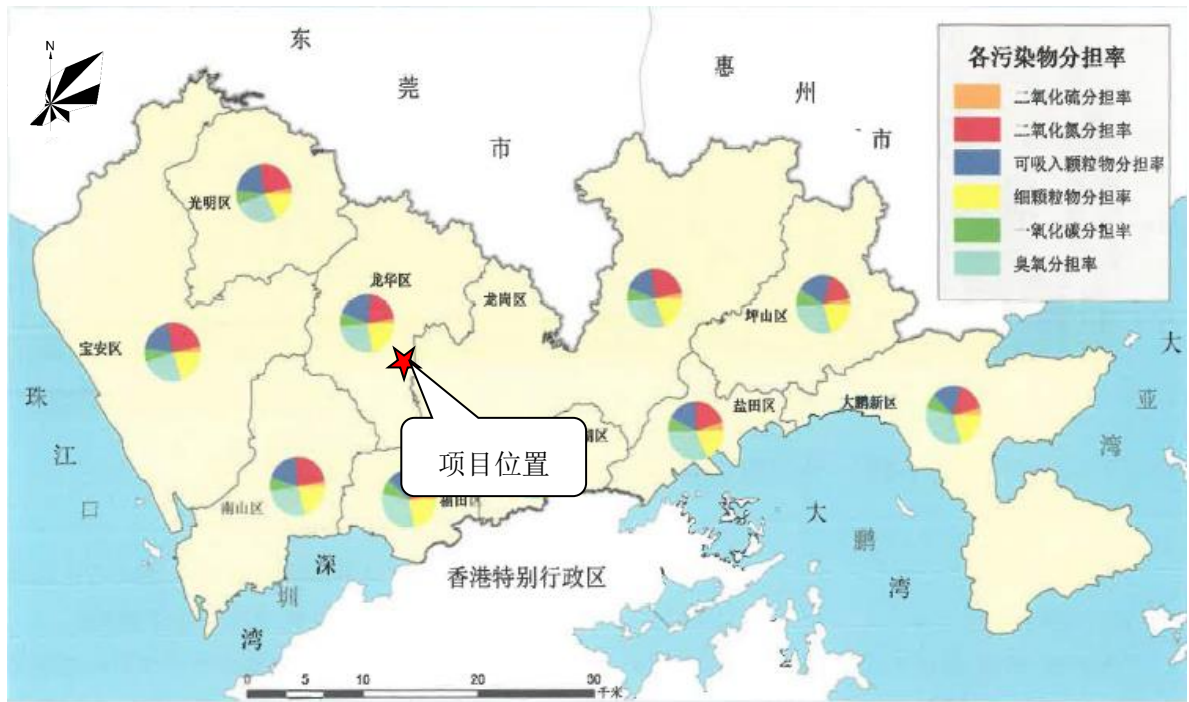 N
东莞市
惠州市
各污染物分担率
二氧化硫分担率
二氧化氮分担率
可吸入颗粒物分担率
细颗粒物分担率
一氧化碳分担率
臭氧分担率
光明区
龙华区
龙岗区
坪山区
宝安区
盐田区
大鹏新区
项目位置
湖区
南山区
福田区
珠江口
大亚湾
大鹏湾
深圳湾
香港特别行政区
0 5 10 20 30
千米